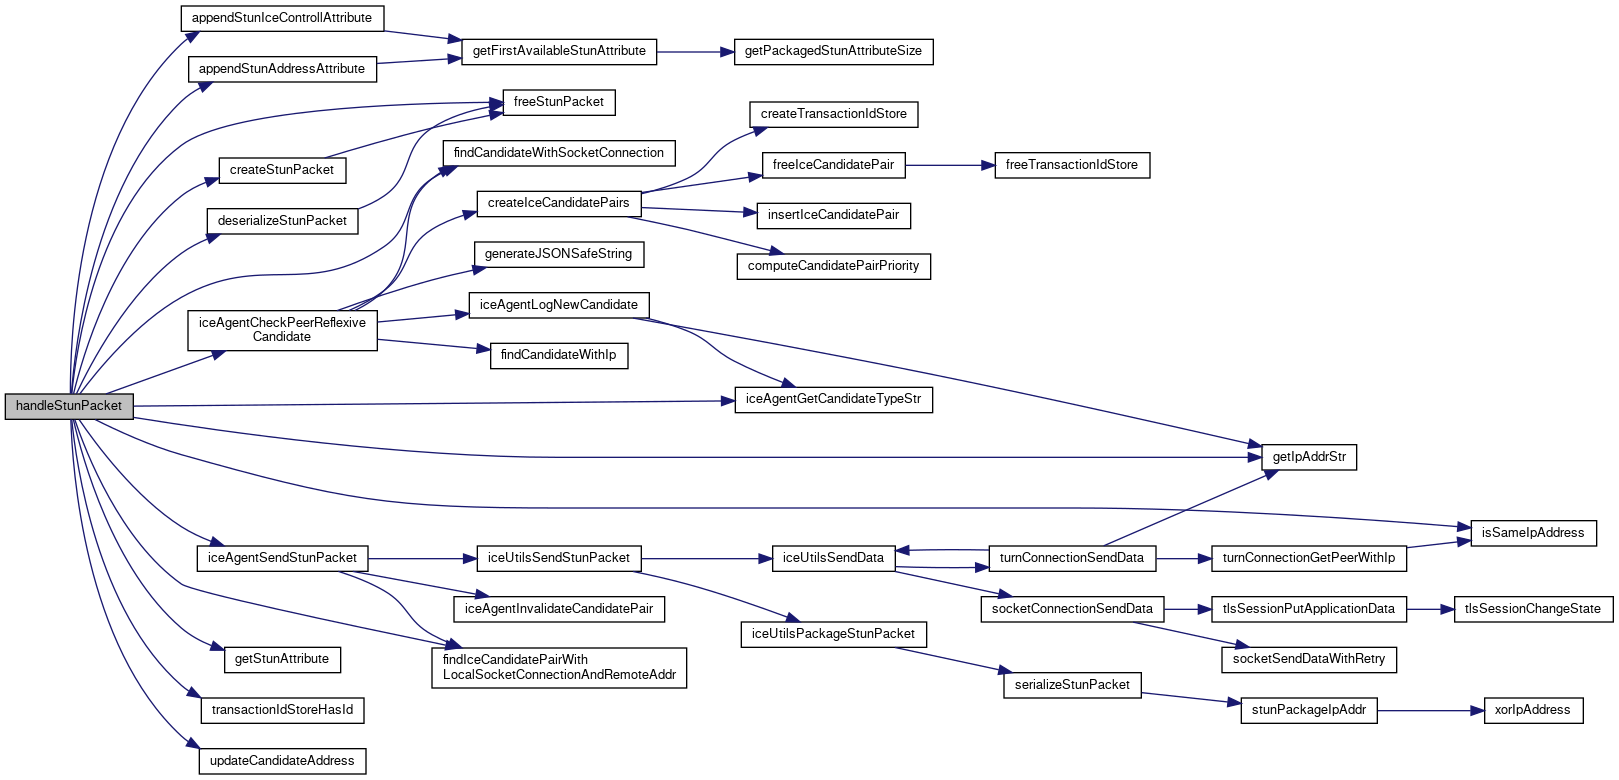 appendStunIceControllAttribute
appendStunAddressAttribute
getFirstAvailableStunAttribute
getPackagedStunAttributeSize
freeStunPacket
createTransactionIdStore
findCandidateWithSocketConnection
freeIceCandidatePair
freeTransactionIdStore
createStunPacket
createIceCandidatePairs
insertIceCandidatePair
deserializeStunPacket
generateJSONSafeString
computeCandidatePairPriority
iceAgentLogNewCandidate
iceAgentCheckPeerReflexive
Candidate
findCandidateWithIp
iceAgentGetCandidateTypeStr
handleStunPacket
getIpAddrStr
isSameIpAddress
iceAgentSendStunPacket
iceUtilsSendStunPacket
iceUtilsSendData
turnConnectionSendData
turnConnectionGetPeerWithIp
iceAgentInvalidateCandidatePair
socketConnectionSendData
tlsSessionPutApplicationData
tlsSessionChangeState
iceUtilsPackageStunPacket
getStunAttribute
findIceCandidatePairWith
LocalSocketConnectionAndRemoteAddr
socketSendDataWithRetry
serializeStunPacket
transactionIdStoreHasId
stunPackageIpAddr
xorIpAddress
updateCandidateAddress